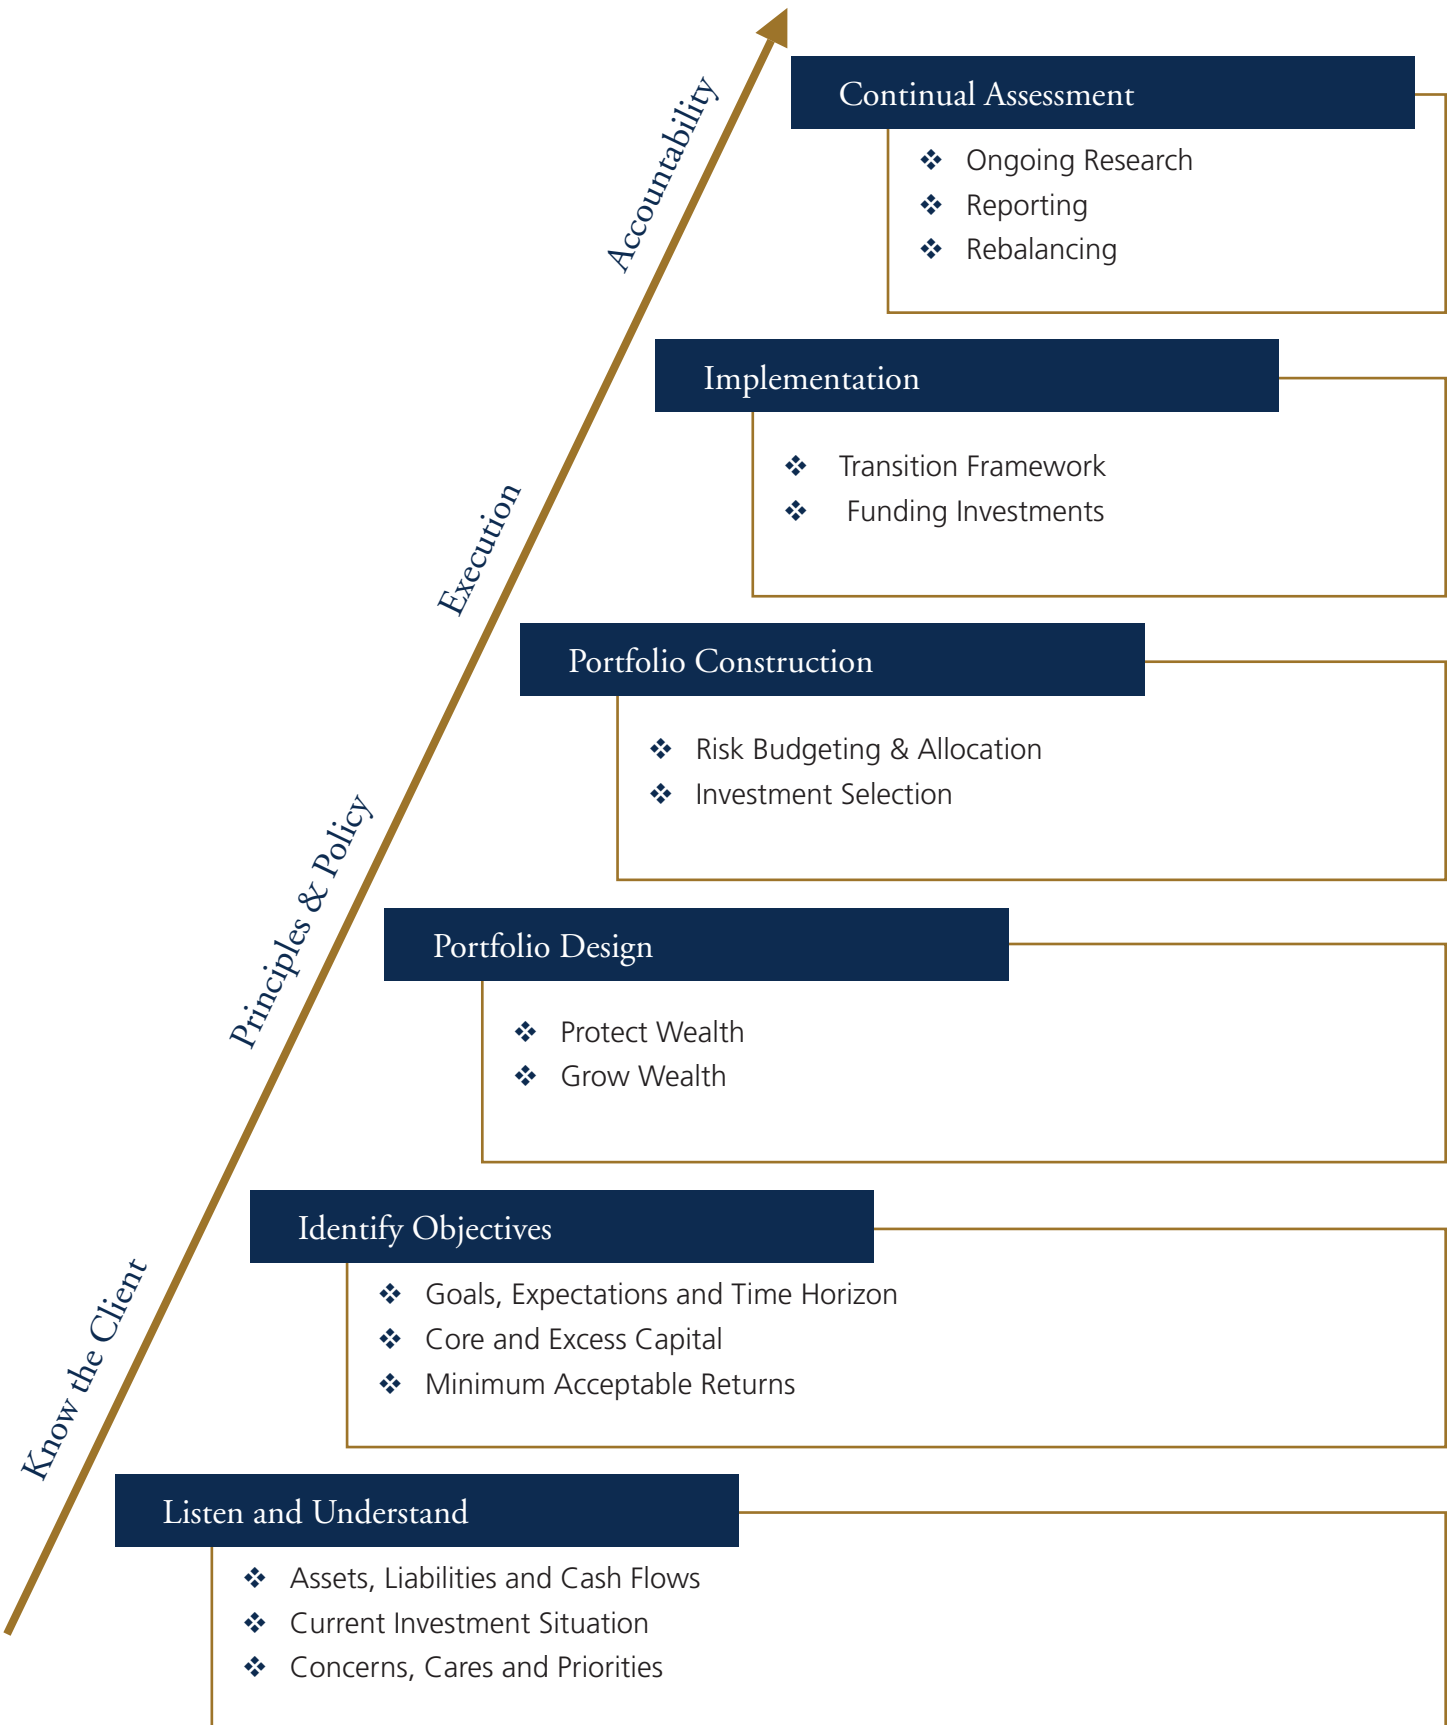 Continual Assessment
❖ Ongoing Research
❖ Reporting
❖ Rebalancing
Accountability
Implementation
❖ Transition Framework
❖ Funding Investments
Execution
Portfolio Construction
❖ Risk Budgeting & Allocation
❖ Investment Selection
Principles & Policy
Portfolio Design
❖ Protect Wealth
❖ Grow Wealth
Identify Objectives
❖ Goals, Expectations and Time Horizon
❖ Core and Excess Capital
❖ Minimum Acceptable Returns
Know the Client
Listen and Understand
❖ Assets, Liabilities and Cash Flows
❖ Current Investment Situation
❖ Concerns, Cares and Priorities